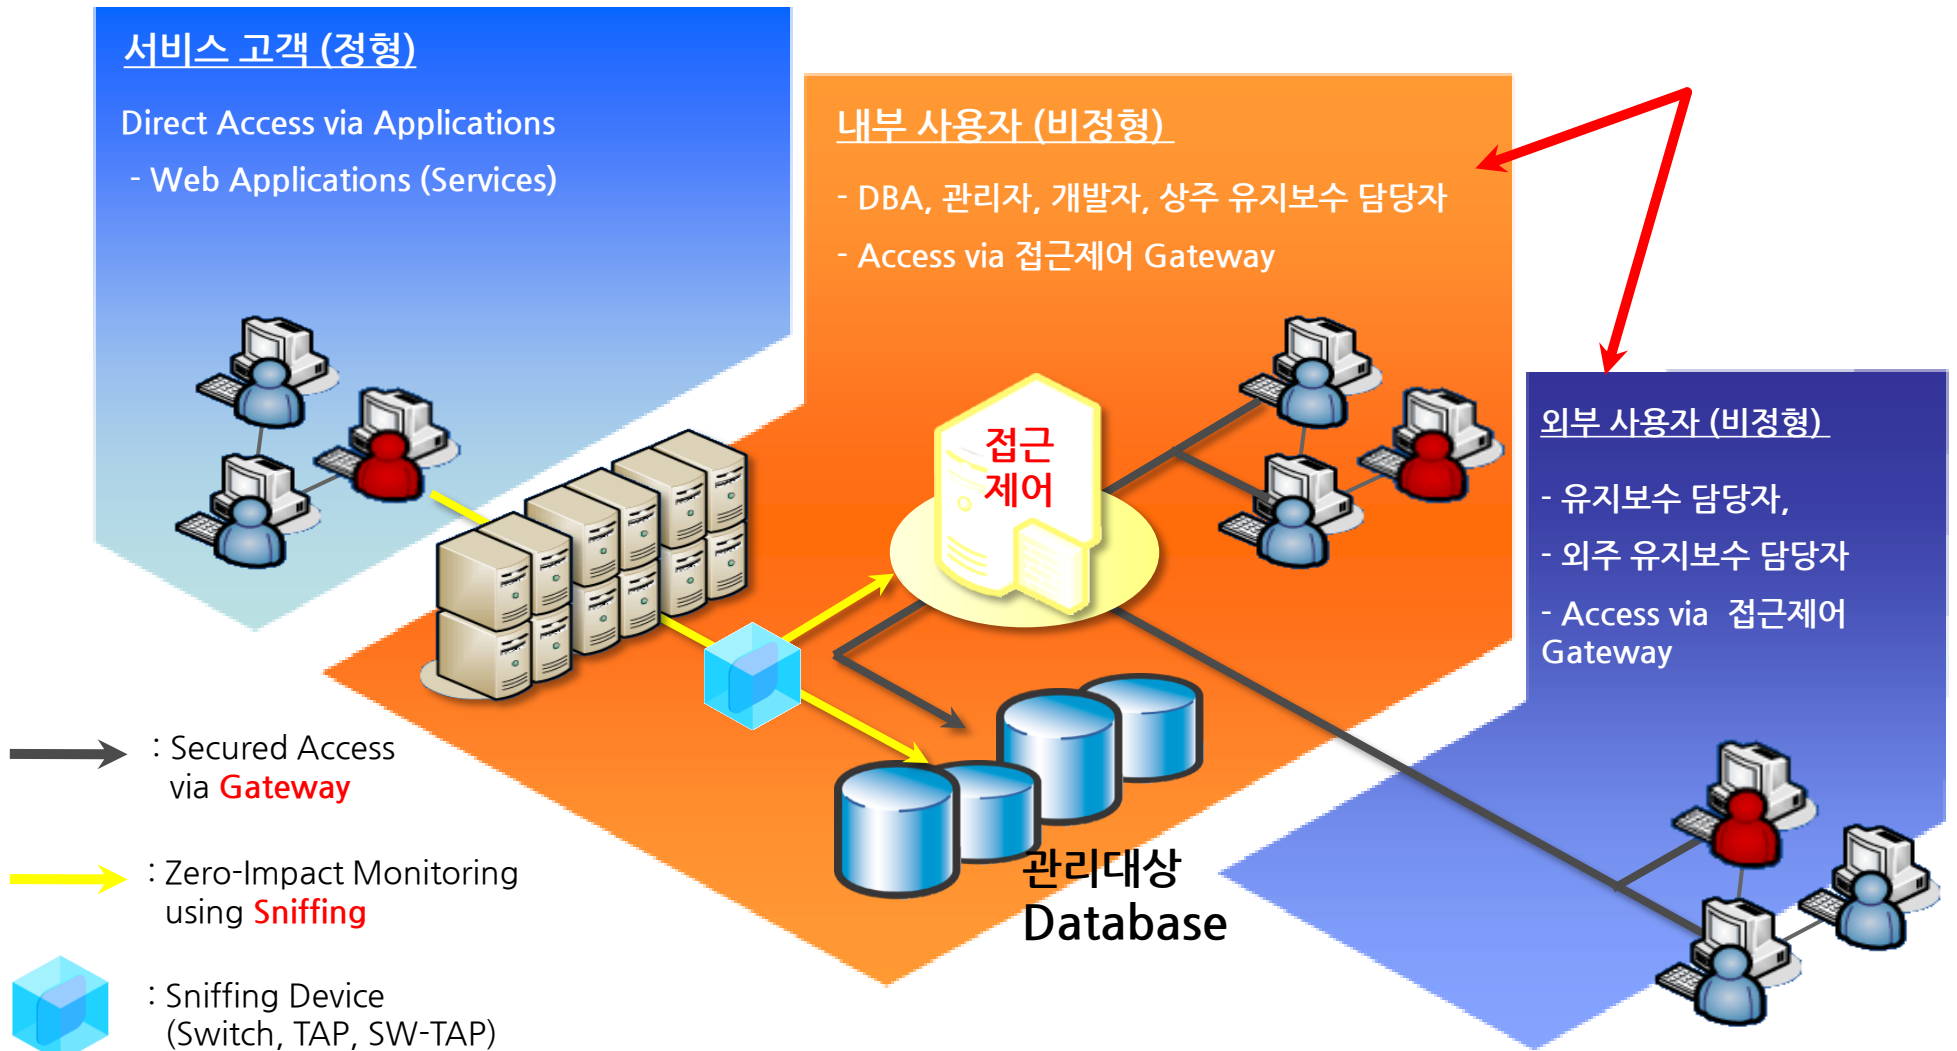 서비스 고객 (정형)
Direct Access via Applications
- Web Applications (Services)
내부 사용자 (비정형)
- DBA, 관리자, 개발자, 상주 유지보수 담당자
- Access via 접근제어 Gateway
접근
제어
외부 사용자 (비정형)
- 유지보수 담당자,
- 외주 유지보수 담당자
- Access via 접근제어
Gateway
관리대상
Database
: Secured Access
via Gateway
: Zero-Impact Monitoring
using Sniffing
: Sniffing Device
(Switch, TAP, SW-TAP)